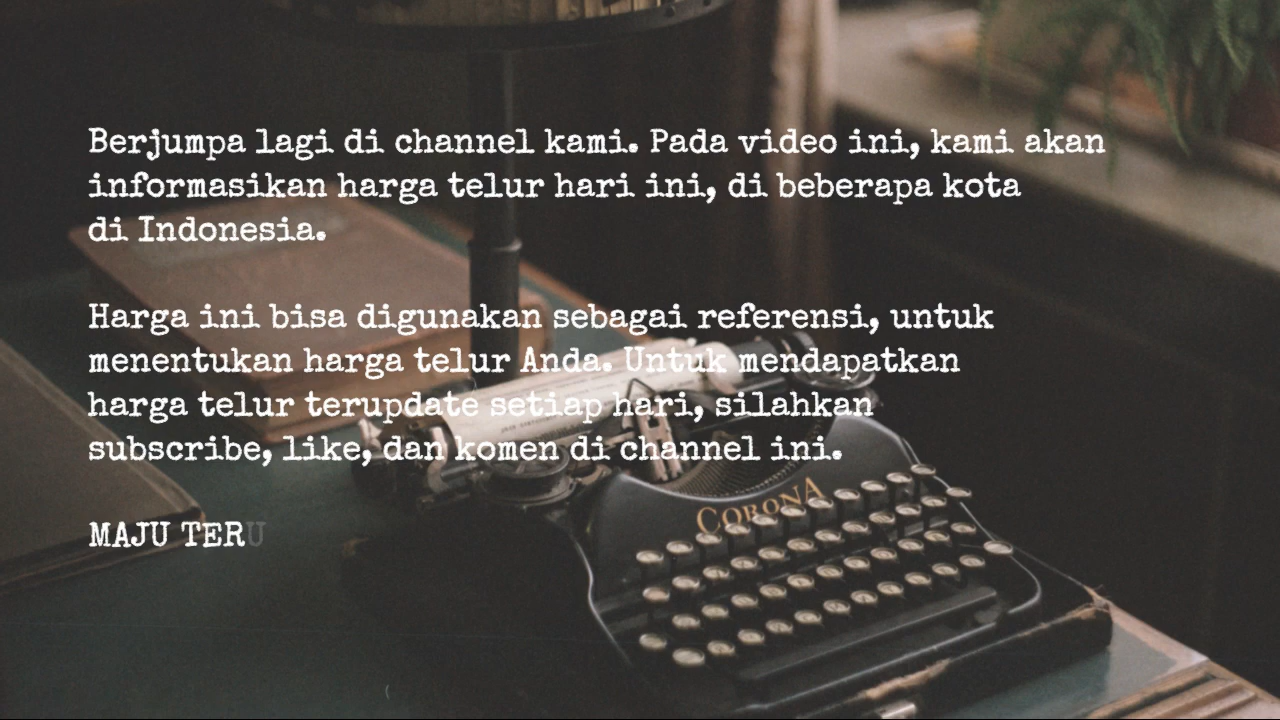 Berjumpa lagi di channel kami. Pada video ini, kami akan
informasikan harga telur hari ini, di beberapa kota
di Indonesia.
Harga ini bisa digunakan sebagai referensi, untuk
menentukan harga telur Anda. Untuk mendapatkan
harga telur terupdate setiap hari, silahkan
subscribe, like, dan komen di channel ini.
MAJU TERU
CORONA